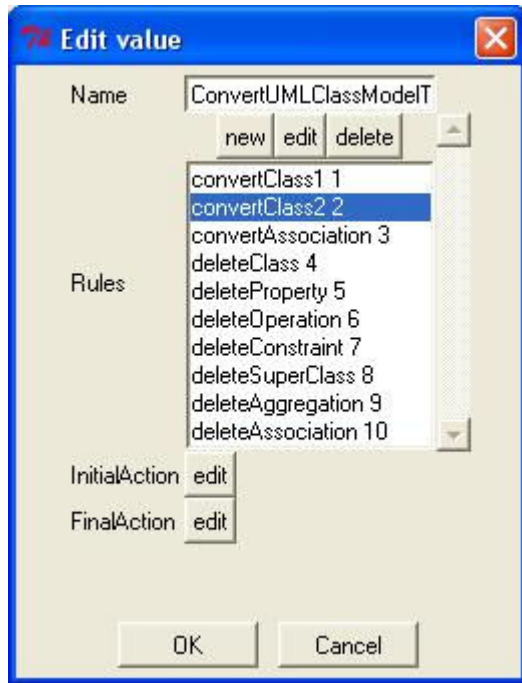 Edit value
Name ConvertUMLClassModelT
new edit delete
convertClass1 1
convertClass2 2
convertAssociation 3
deleteClass 4
Rules deleteProperty 5
deleteOperation 6
deleteConstraint 7
deleteSuperClass 8
deleteAggregation 9
deleteAssociation 10
InitialAction edit
FinalAction edit
OK Cancel